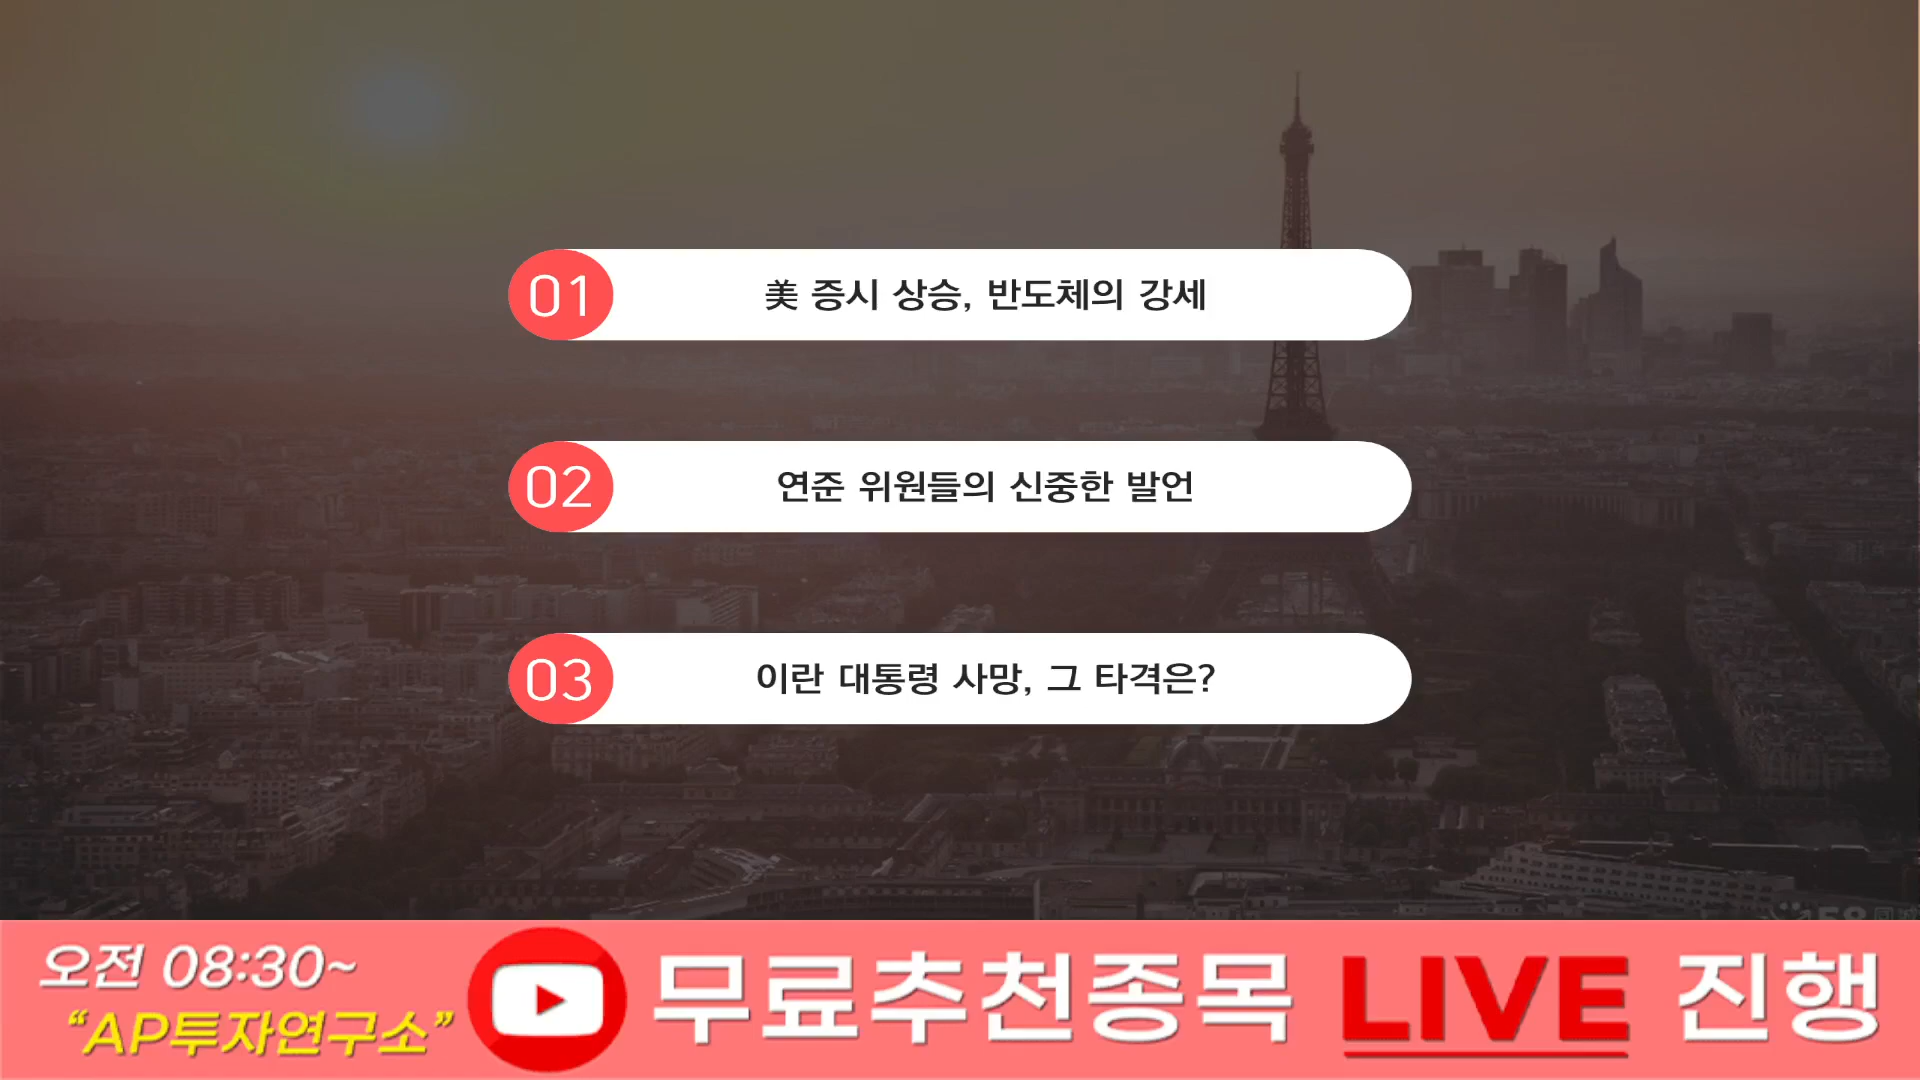 01 美 증시 상승, 반도체의 강세
02 연준 위원들의 신중한 발언
03 이란 대통령 사망, 그 타격은?
오전 08:30~
“AP투자연구소”
무료추천종목 LIVE 진행